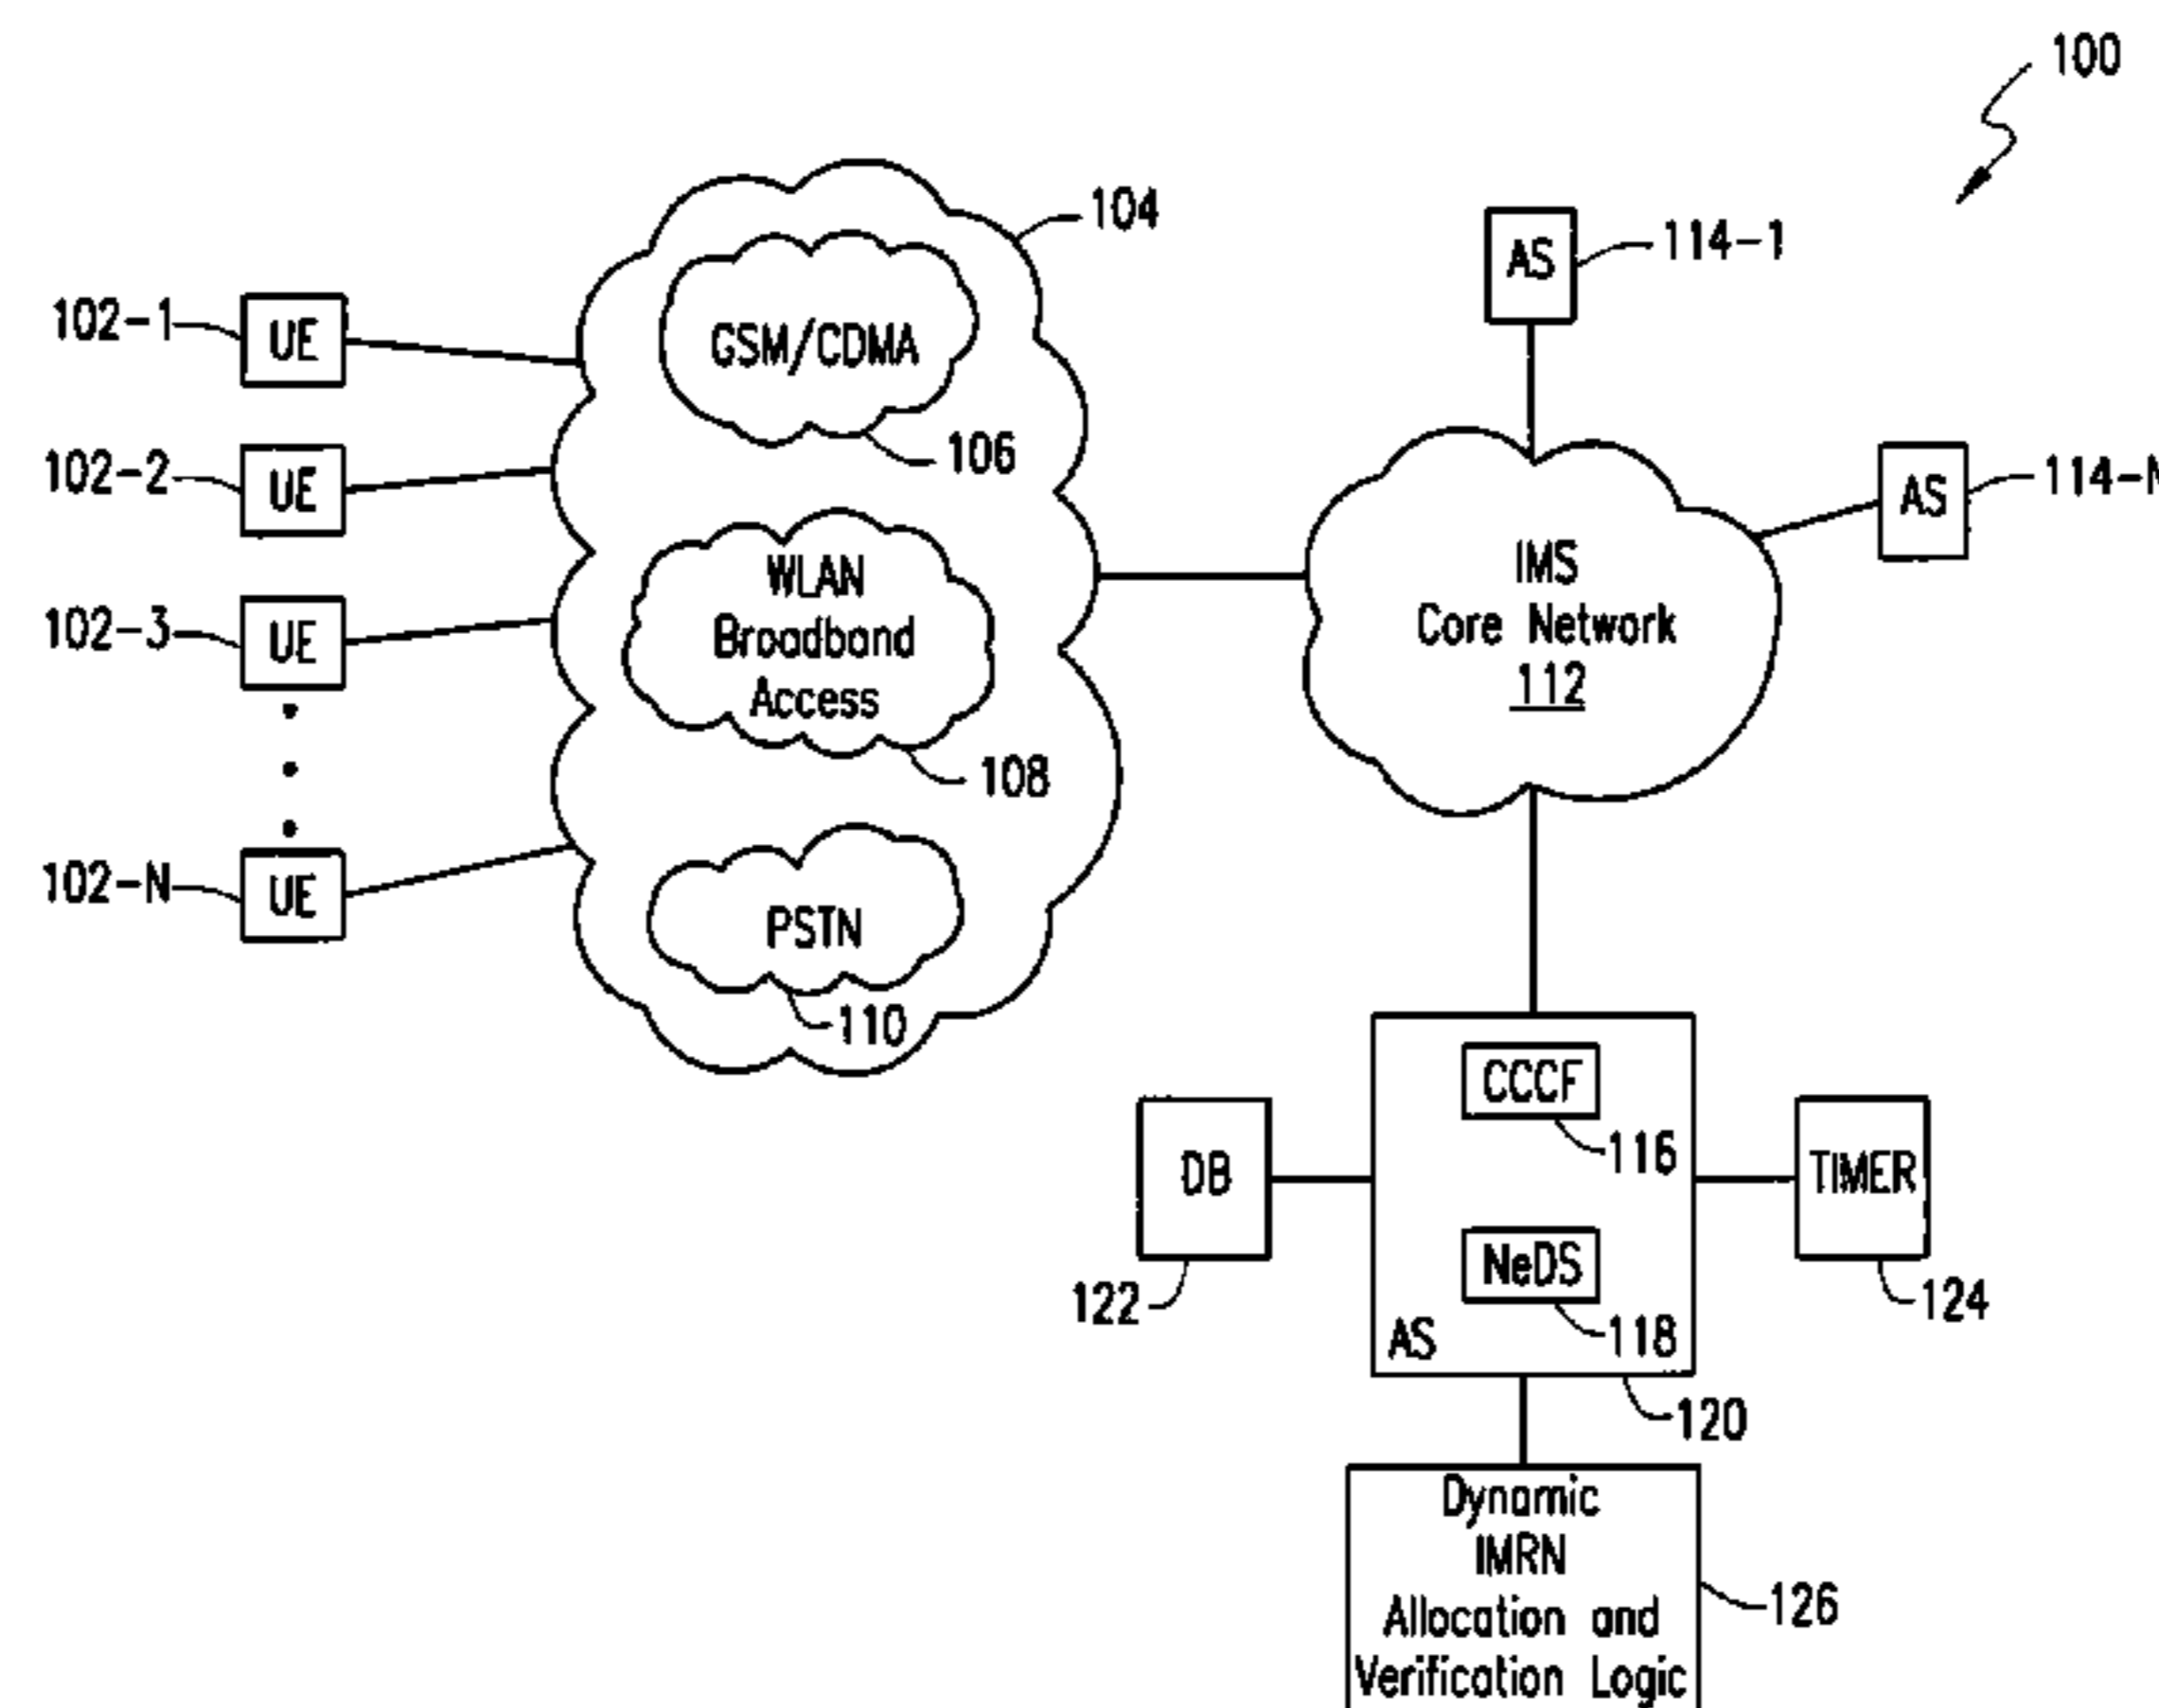 100
104
114-1
AS
102-1
UE
GSM/CDMA
106
102-2
UE
AS
114-N
IMS
Core Network
112
WLAN
Broadband
Access
108
102-3
UE
102-N
UE
PSTN
110
CCCF
116
DB
122
TIMER
124
NeDS
118
AS
120
Dynamic
IMRN
Allocation and
Verification Logic
126